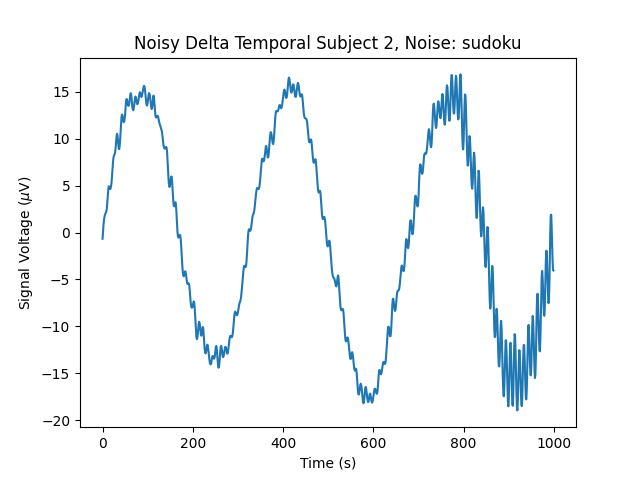 Noisy Delta Temporal Subject 2, Noise: sudoku
Signal Voltage (μV)
15
10
5
0
−5
−10
−15
−20
0 200 400 600 800 1000
Time (s)